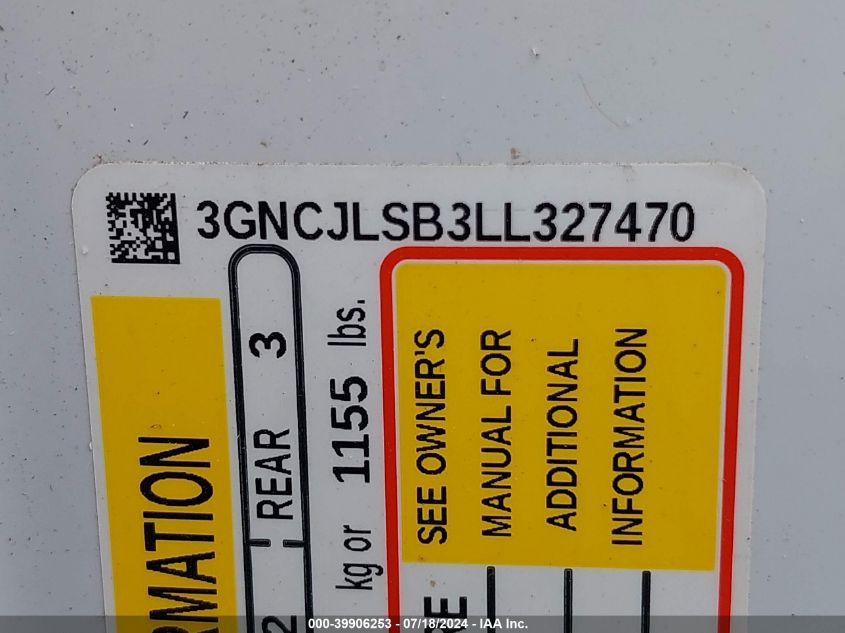 3GNCJLSB3LL327470
RMATION
2 REAR 3
kg or 1155 lbs.
SEE OWNER'S
MANUAL FOR
ADDITIONAL
INFORMATION
000-39906253 - 07/18/2024 - IAA Inc.